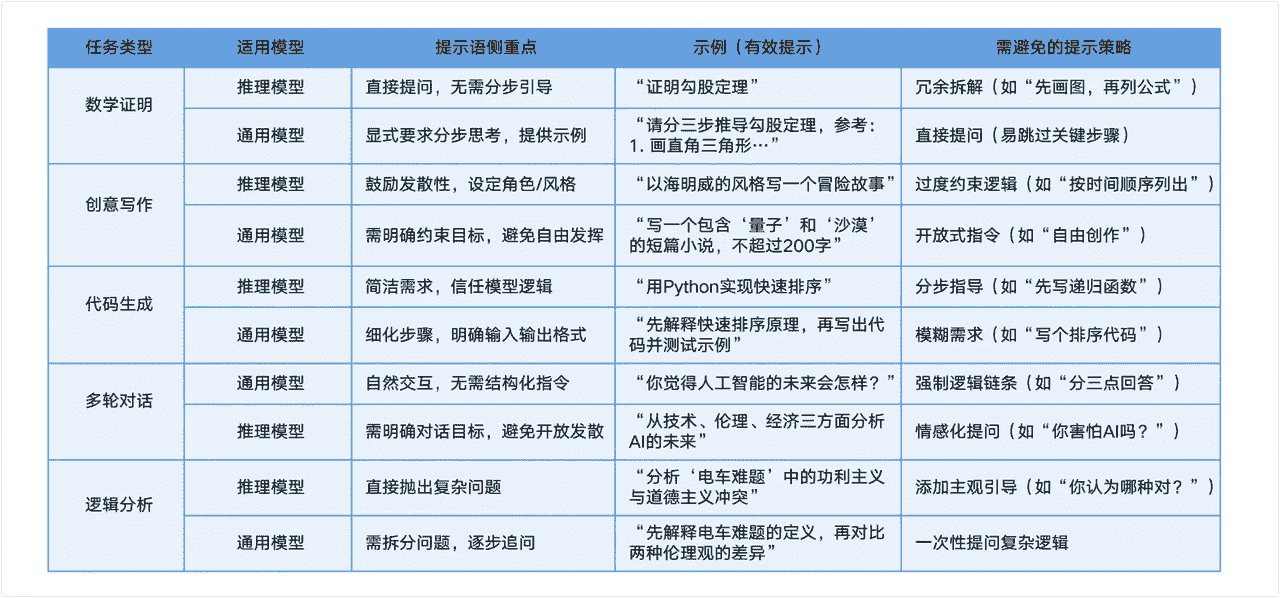 任务类型 适用模型 提示语侧重点 示例（有效提示） 需避免的提示策略
数学证明
推理模型 直接提问，无需分步引导 “证明勾股定理” 冗余拆解（如“先画图，再列公式”）
通用模型 显式要求分步思考，提供示例 “请分三步推导勾股定理，参考：
1. 画直角三角形…” 直接提问（易跳过关键步骤）
创意写作
推理模型 鼓励发散性，设定角色/风格 “以海明威的风格写一个冒险故事” 过度约束逻辑（如“按时间顺序列出”）
通用模型 需明确约束目标，避免自由发挥 “写一个包含‘量子’和‘沙漠’
的短篇小说，不超过200字” 开放式指令（如“自由创作”）
代码生成
推理模型 简洁需求，信任模型逻辑 “用Python实现快速排序” 分步指导（如“先写递归函数”）
通用模型 细化步骤，明确输入输出格式 “先解释快速排序原理，再写出代
码并测试示例” 模糊需求（如“写个排序代码”）
多轮对话
通用模型 自然交互，无需结构化指令 “你觉得人工智能的未来会怎样？” 强制逻辑链条（如“分三点回答”）
推理模型 需明确对话目标，避免开放发散 “从技术、伦理、经济三方面分析
AI的未来” 情感化提问（如“你害怕AI吗？”）
逻辑分析
推理模型 直接抛出复杂问题 “分析‘电车难题’中的功利主义
与道德主义冲突” 添加主观引导（如“你认为哪种对？”）
通用模型 需拆分问题，逐步追问 “先解释电车难题的定义，再对比
两种伦理观的差异” 一次性提问复杂逻辑